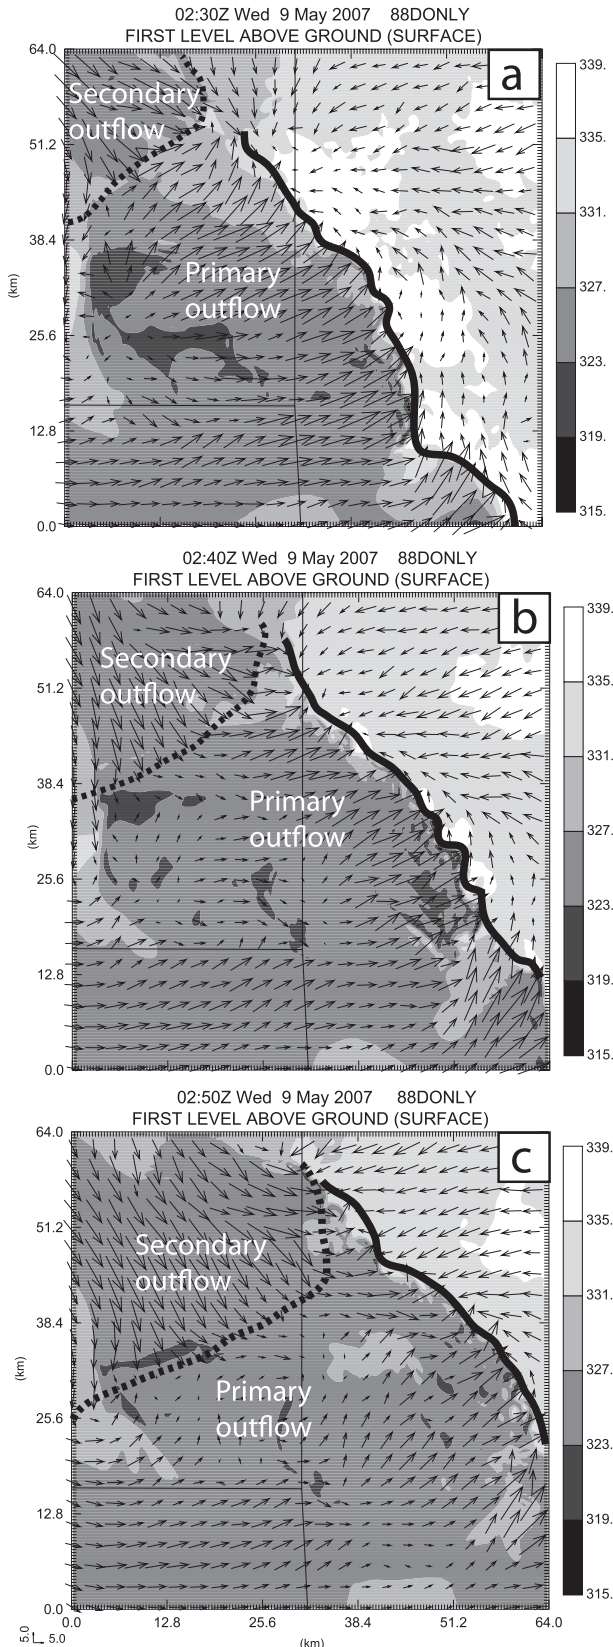 02:30Z Wed 9 May 2007 88DONLY
FIRST LEVEL ABOVE GROUND (SURFACE)
a
64.0
51.2
38.4
25.6
12.8
0.0
(km)
Secondary
outflow
Primary
outflow
339.
335.
331.
327.
323.
319.
315.
02:40Z Wed 9 May 2007 88DONLY
FIRST LEVEL ABOVE GROUND (SURFACE)
b
64.0
51.2
38.4
25.6
12.8
0.0
(km)
Secondary
outflow
Primary
outflow
339.
335.
331.
327.
323.
319.
315.
02:50Z Wed 9 May 2007 88DONLY
FIRST LEVEL ABOVE GROUND (SURFACE)
c
64.0
51.2
38.4
25.6
12.8
0.0
(km)
Secondary
outflow
Primary
outflow
339.
335.
331.
327.
323.
319.
315.
0.0 12.8 25.6 38.4 51.2 64.0
(km)
5.0
5.0